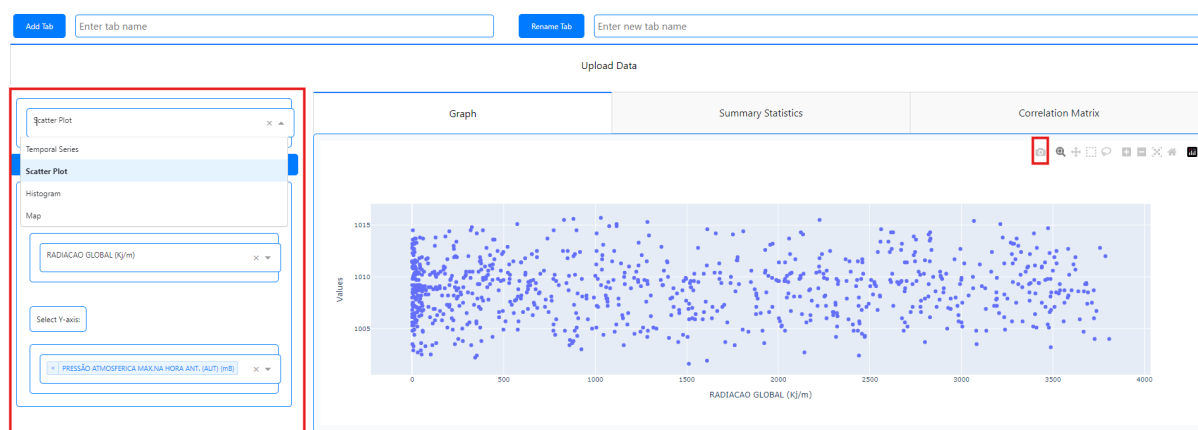 Add Tab
Enter tab name
Rename Tab
Enter new tab name
Upload Data
Scatter Plot
Temporal Series
Scatter Plot
Histogram
Map
RADIACAO GLOBAL (Kj/m)
Select Y-axis:
× PRESSÃO ATMOSFERICA MAX.NA HORA ANT. (AUT) (mB)
Graph
Summary Statistics
Correlation Matrix
1015
1010
1005
Values
0 500 1000 1500 2000 2500 3000 3500 4000
RADIACAO GLOBAL (Kj/m)